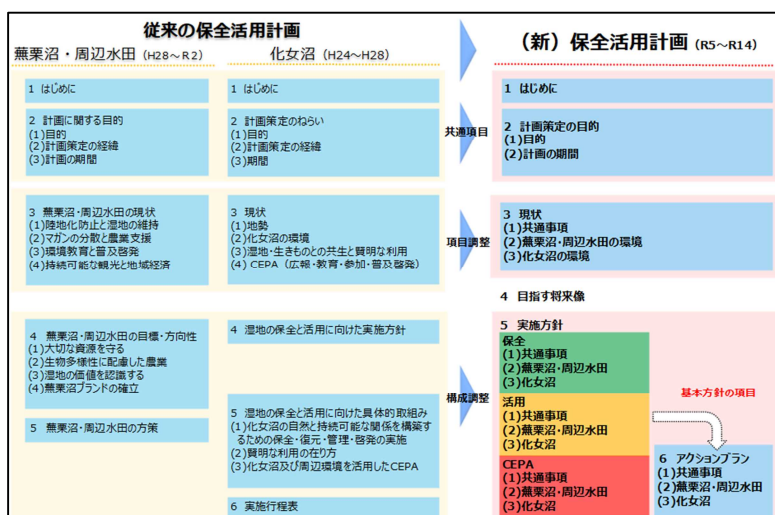 従来の保全活用計画
蕪栗沼・周辺水田(H28~R2)
1 はじめに
2 計画に関する目的
(1)目的
(2)計画策定の経緯
(3)計画の期間
3 蕪栗沼・周辺水田の現状
(1)陸地化防止と湿地の維持
(2)マガンの分散と農業支援
(3)環境教育と普及啓発
(4)持続可能な観光と地域経済
4 蕪栗沼・周辺水田の目標・方向性
(1)大切な資源を守る
(2)生物多様性に配慮した農業
(3)湿地の価値を認識する
(4)蕪栗沼ブランドの確立
5 蕪栗沼・周辺水田の方策
化女沼(H24~H28)
1 はじめに
2 計画策定のねらい
(1)目的
(2)計画策定の経緯
(3)期間
3 現状
(1)地勢
(2)化女沼の環境
(3)湿地・生きものとの共生と賢明な利用
(4) CEPA(広報・教育・参加・普及啓発)
4 湿地の保全と活用に向けた実施方針
5 湿地の保全と活用に向けた具体的取組み
(1)化女沼の自然と持続可能な関係を構築す
るための保全・復元・管理・啓発の実施
(2)賢明な利用の在り方
(3)化女沼及び周辺環境を活用したCEPA
6 実施行程表
共通項目
項目調整
構成調整
(新)保全活用計画(R5~R14)
1 はじめに
2 計画策定の目的
(1)目的
(2)計画の期間
3 現状
(1)共通事項
(2)蕪栗沼・周辺水田の環境
(3)化女沼の環境
4 目指す将来像
5 実施方針
保全
(1)共通事項
(2)蕪栗沼・周辺水田
(3)化女沼
活用
(1)共通事項
(2)蕪栗沼・周辺水田
(3)化女沼
CEPA
(1)共通事項
(2)蕪栗沼・周辺水田
(3)化女沼
基本方針の項目
6 アクションプラン
(1)共通事項
(2)蕪栗沼・周辺水田
(3)化女沼